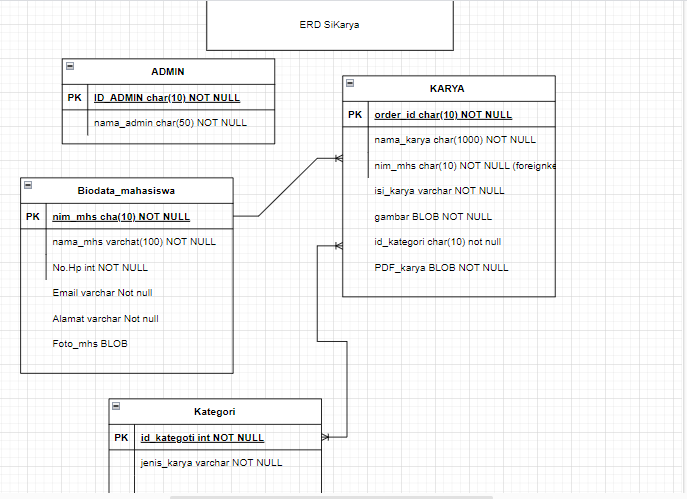 ERD SiKarya
ADMIN
PK ID_ADMIN char(10) NOT NULL
nama_admin char(50) NOT NULL
KARYA
PK order_id char(10) NOT NULL
nama_karya char(1000) NOT NULL
nim_mhs char(10) NOT NULL (foreignke
isi_karya varchar NOT NULL
gambar BLOB NOT NULL
id_kategori char(10) not null
PDF_karya BLOB NOT NULL
Biodata_mahasiswa
PK nim_mhs cha(10) NOT NULL
nama_mhs varchat(100) NOT NULL
No.Hp int NOT NULL
Email varchar Not null
Alamat varchar Not null
Foto_mhs BLOB
Kategori
PK id_kategoti int NOT NULL
jenis_karya varchar NOT NULL